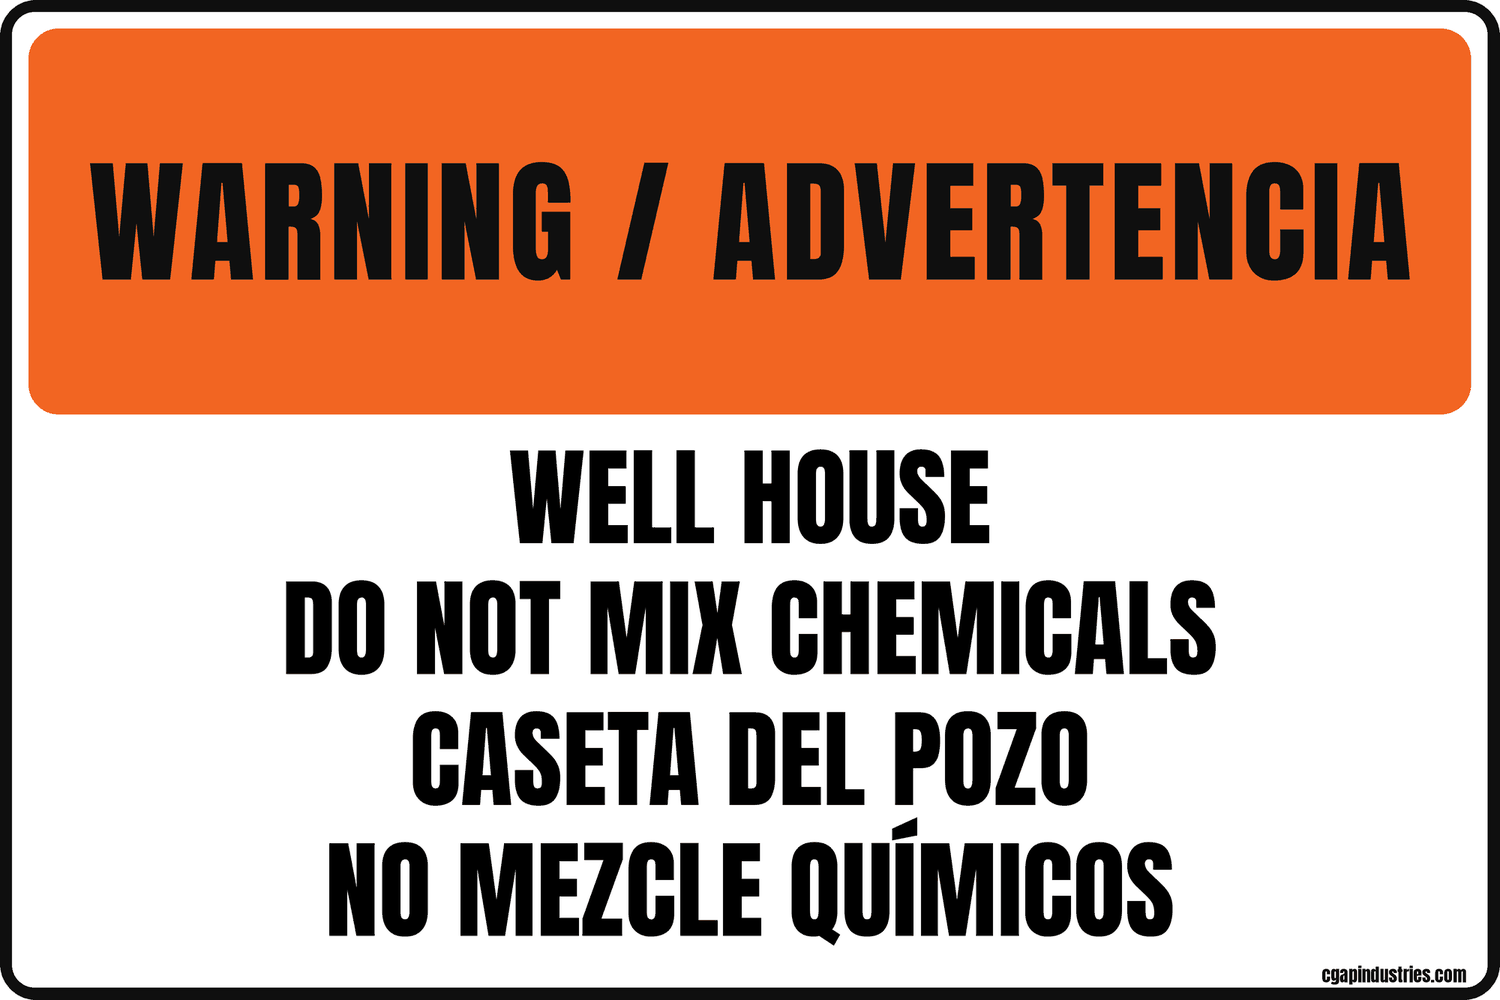 WARNING / ADVERTENCIA
WELL HOUSE
DO NOT MIX CHEMICALS
CASETA DEL POZO
NO MEZCLE QUÍMICOS
cgapindustries.com